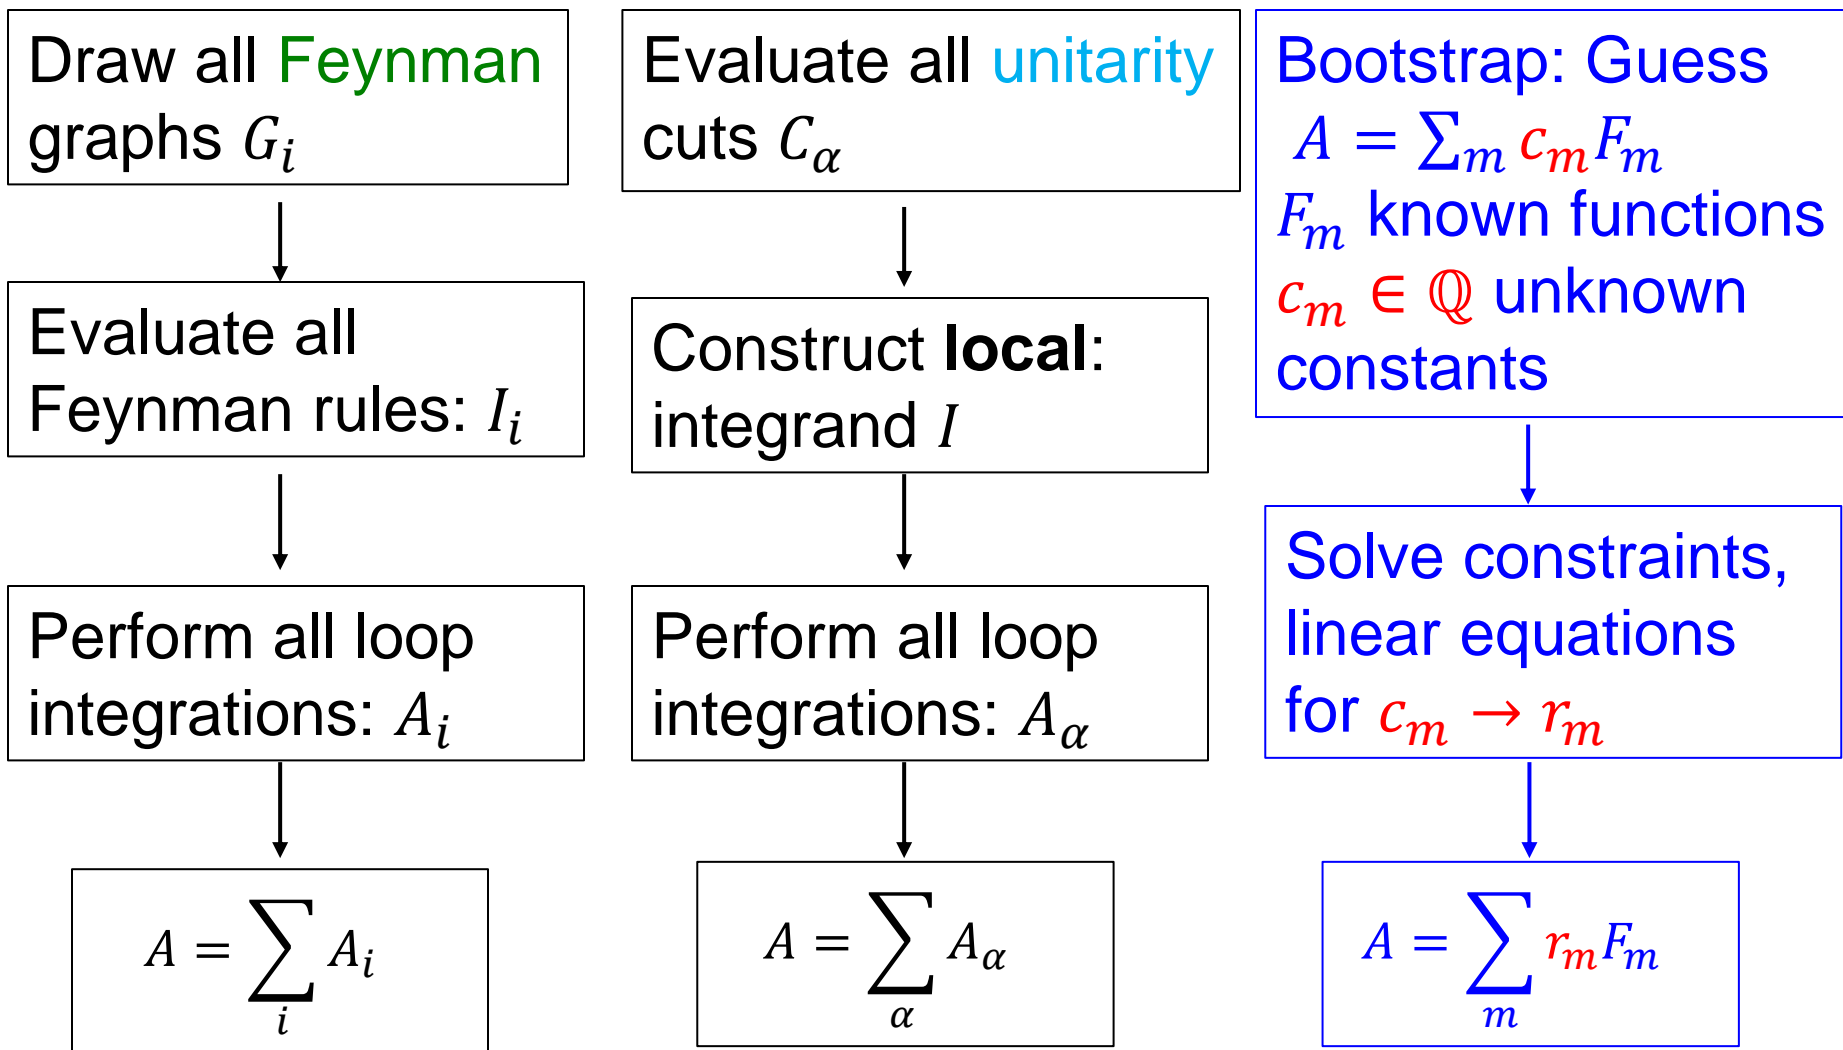 Draw all Feynman
graphs G_i
Evaluate all
Feynman rules: I_i
Perform all loop
integrations: A_i
A = ∑_i A_i
Evaluate all unitarity
cuts C_α
Construct local:
integrand I
Perform all loop
integrations: A_α
A = ∑_α A_α
Bootstrap: Guess
A = ∑_m c_m F_m
F_m known functions
c_m ∈ ℚ unknown
constants
Solve constraints,
linear equations
for c_m → r_m
A = ∑_m r_m F_m